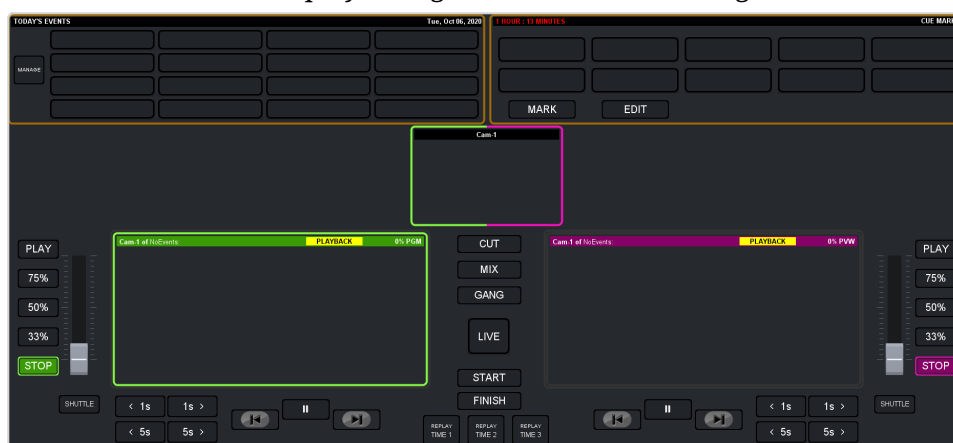 TODAY'S EVENTS Tue, Oct 06, 2020 1 HOUR : 13 MINUTES CUE MAR
MANAGE
MARK EDIT
Cam-1
PLAY Cam-1 of NoEvents: PLAYBACK 0% PGM CUT Cam-1 of NoEvents: PLAYBACK 0% PVW PLAY
MIX
75% 75%
GANG
50% 50%
33% LIVE 33%
STOP STOP
START
SHUTTLE < 1s 1s > II FINISH II < 1s 1s > SHUTTLE
< 5s 5s > REPLAY TIME 1 REPLAY TIME 2 REPLAY TIME 3 < 5s 5s >